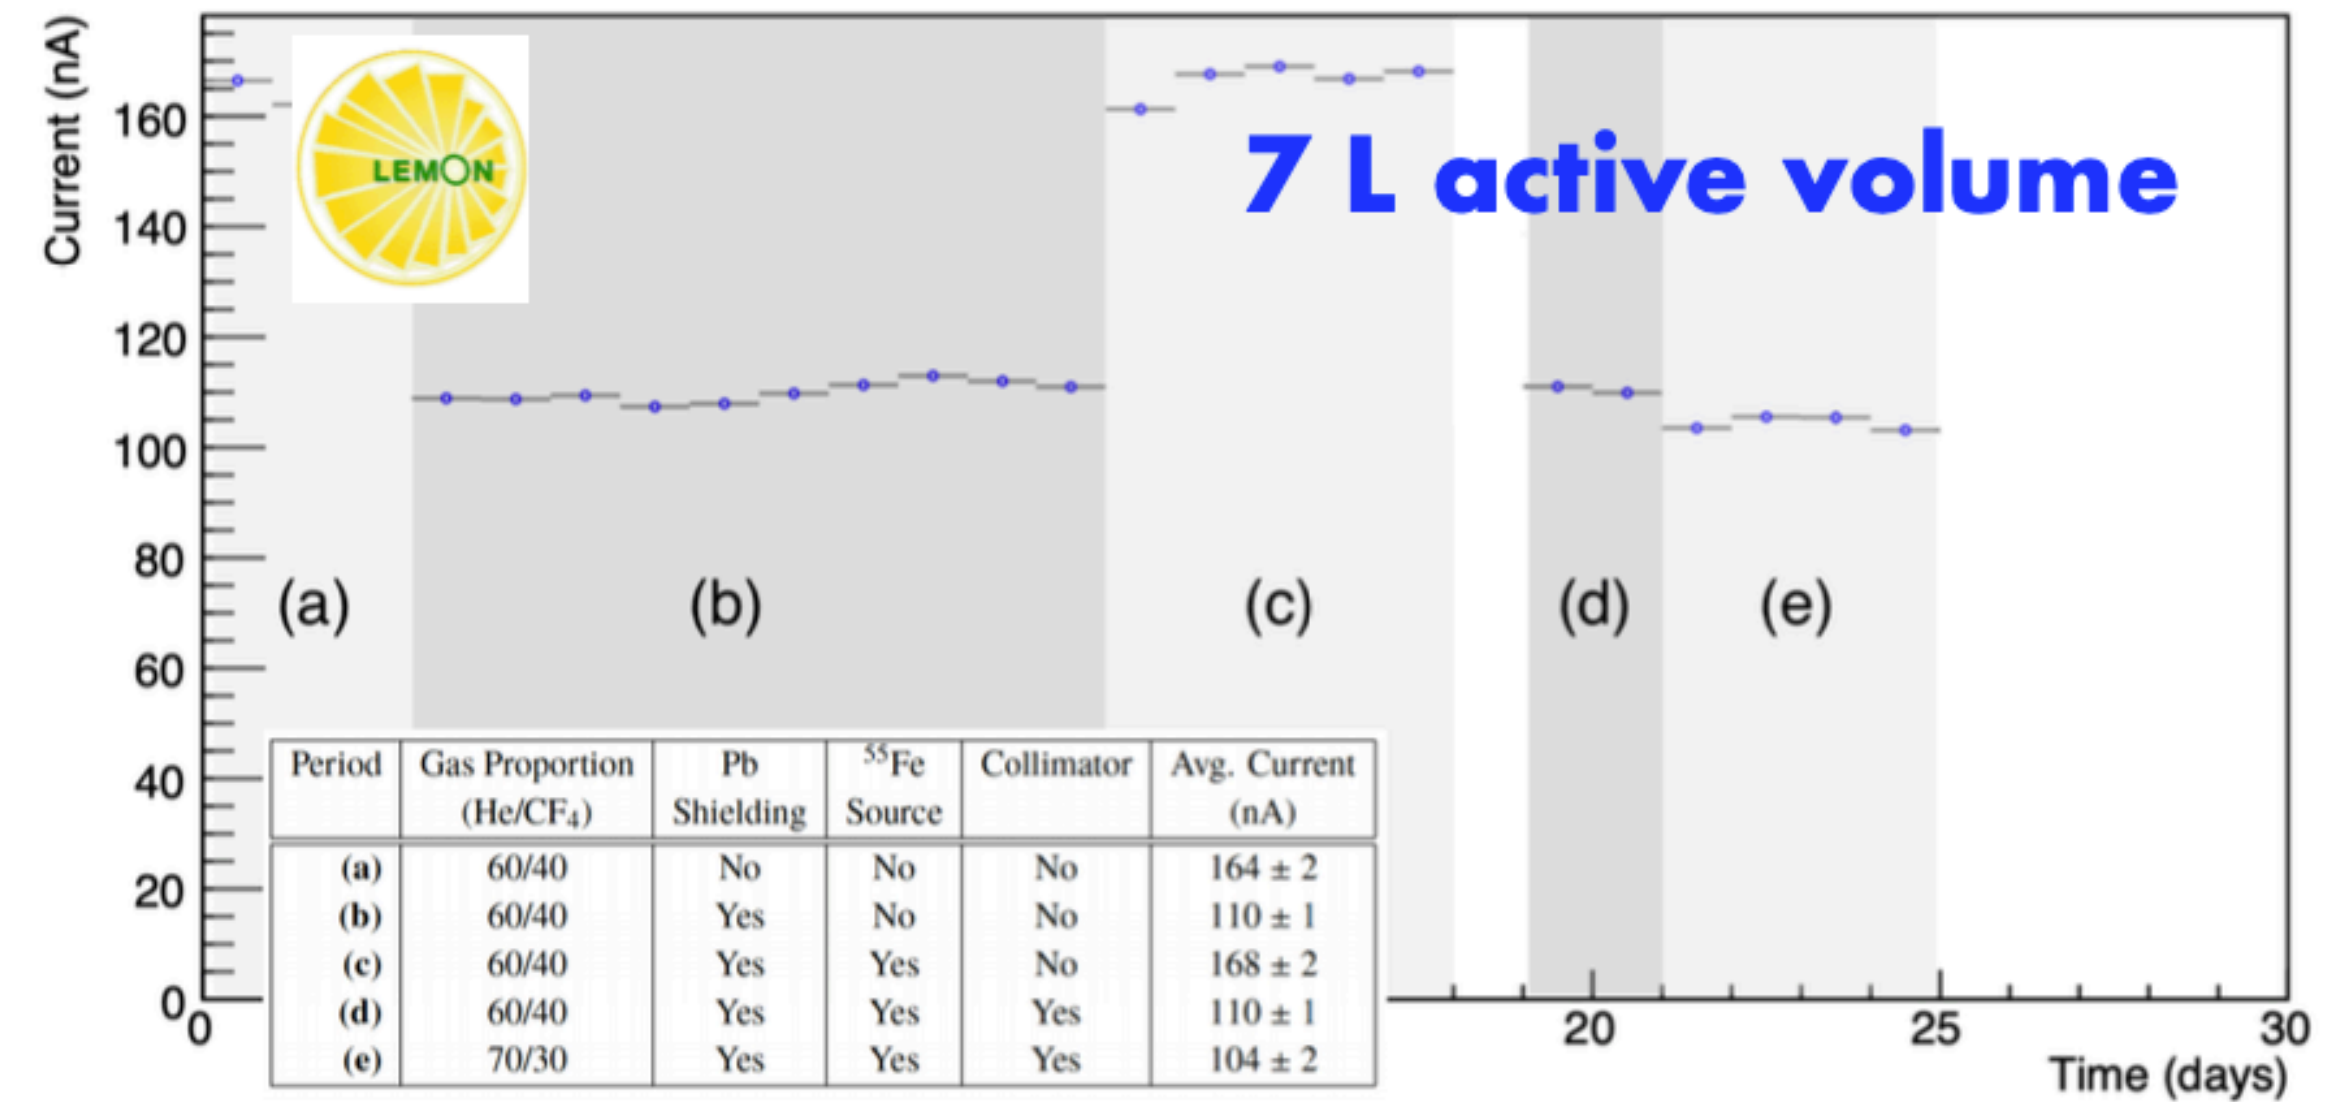 Current (nA)
160
140
120
100
80
60
40
20
0
LEMON
7 L active volume
(a) (b) (c) (d) (e)
Period Gas Proportion Pb ⁵⁵Fe Collimator Avg. Current
(He/CF₄) Shielding Source (nA)
(a) 60/40 No No No 164 ± 2
(b) 60/40 Yes No No 110 ± 1
(c) 60/40 Yes Yes No 168 ± 2
(d) 60/40 Yes Yes Yes 110 ± 1
(e) 70/30 Yes Yes Yes 104 ± 2
0 20 25 30
Time (days)